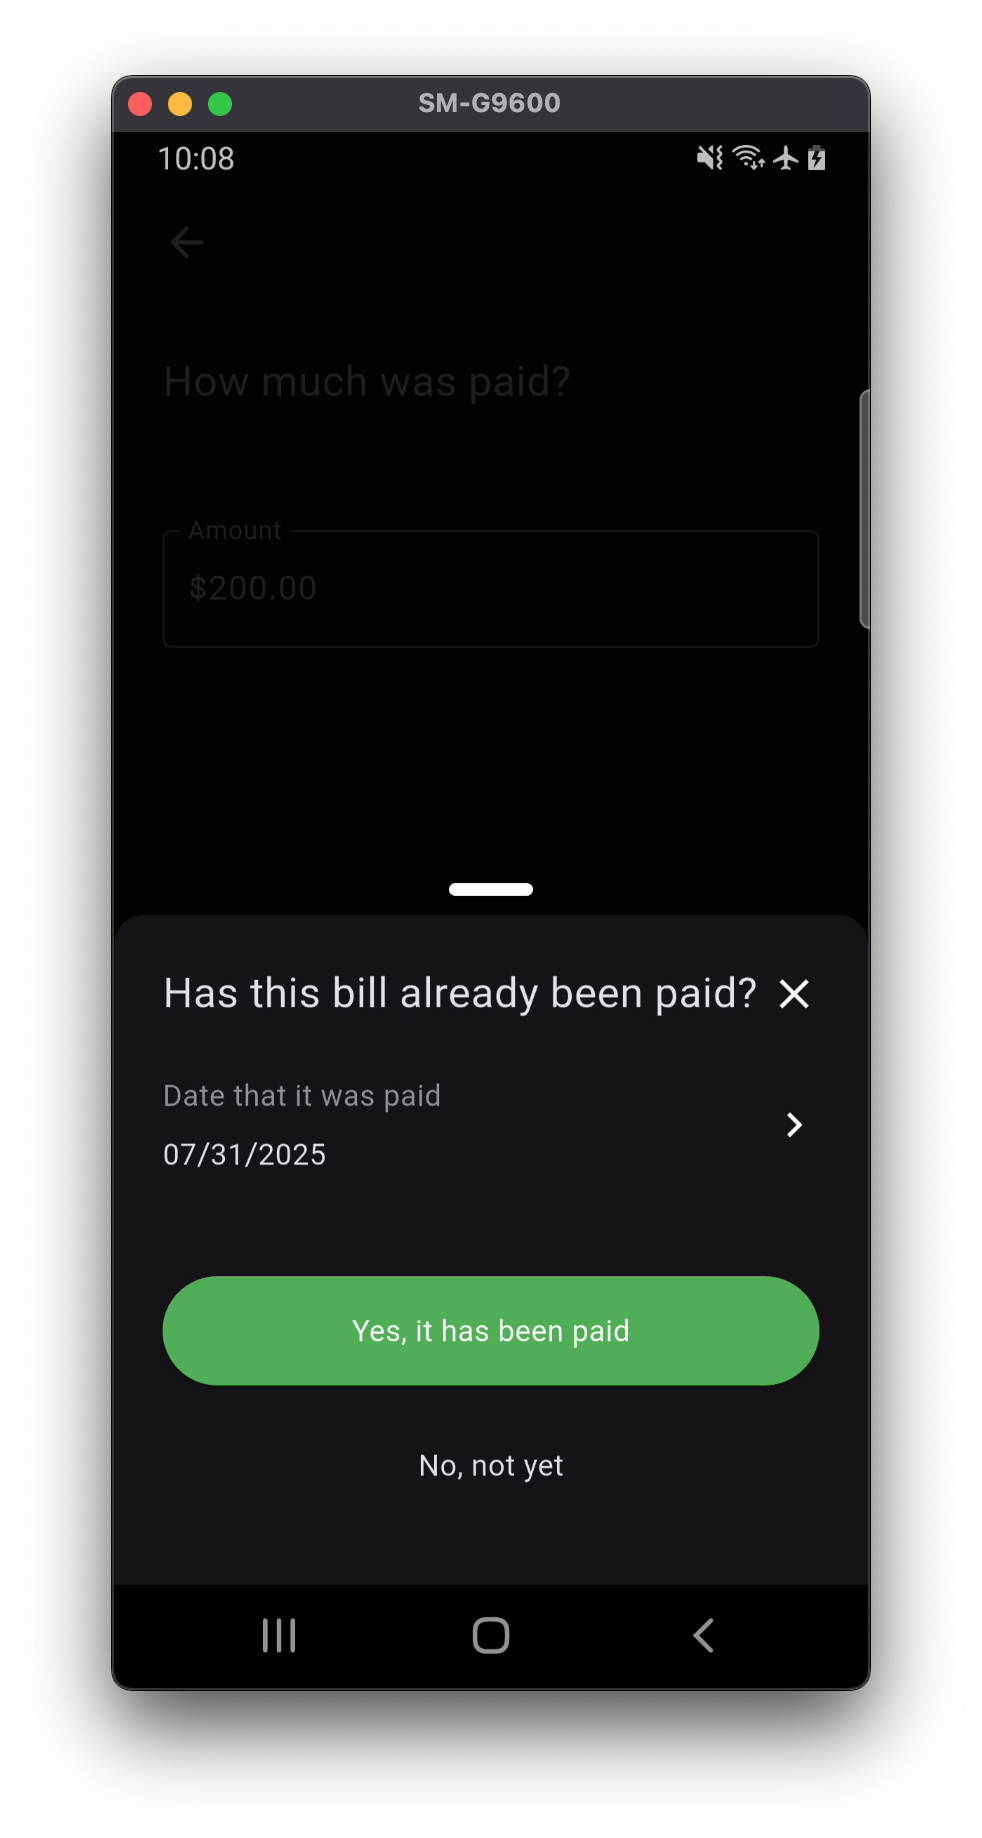 SM-G9600
10:08
How much was paid?
Amount
$200.00
Has this bill already been paid?
Date that it was paid
07/31/2025
Yes, it has been paid
No, not yet